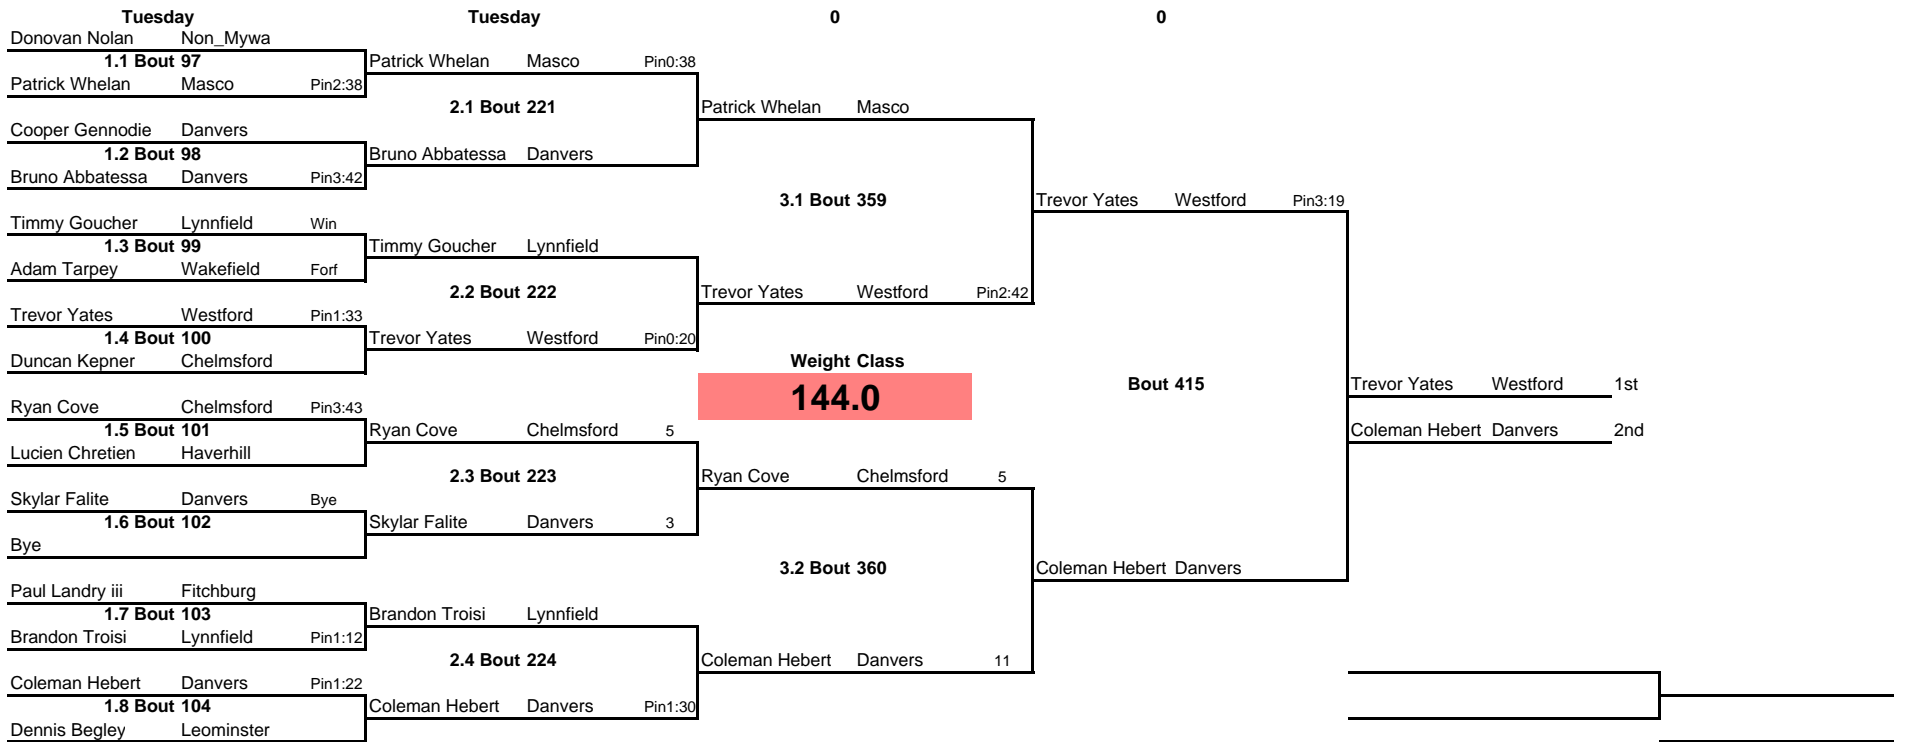 Tuesday Tuesday 0 0
Donovan Nolan Non_Mywa
1.1 Bout 97 Patrick Whelan Masco Pin0:38
Patrick Whelan Masco Pin2:38
2.1 Bout 221 Patrick Whelan Masco
Cooper Gennodie Danvers
1.2 Bout 98 Bruno Abbatessa Danvers
Bruno Abbatessa Danvers Pin3:42
3.1 Bout 359 Trevor Yates Westford Pin3:19
Timmy Goucher Lynnfield Win
1.3 Bout 99 Timmy Goucher Lynnfield
Adam Tarpey Wakefield Forf
2.2 Bout 222 Trevor Yates Westford Pin2:42
Trevor Yates Westford Pin1:33
1.4 Bout 100 Trevor Yates Westford Pin0:20
Duncan Kepner Chelmsford Weight Class
144.0 Bout 415 Trevor Yates Westford 1st
Ryan Cove Chelmsford Pin3:43
1.5 Bout 101 Ryan Cove Chelmsford 5 Coleman Hebert Danvers 2nd
Lucien Chretien Haverhill
2.3 Bout 223 Ryan Cove Chelmsford 5
Skylar Falite Danvers Bye
1.6 Bout 102 Skylar Falite Danvers 3
Bye
3.2 Bout 360 Coleman Hebert Danvers
Paul Landry iii Fitchburg
1.7 Bout 103 Brandon Troisi Lynnfield
Brandon Troisi Lynnfield Pin1:12
2.4 Bout 224 Coleman Hebert Danvers 11
Coleman Hebert Danvers Pin1:22
1.8 Bout 104 Coleman Hebert Danvers Pin1:30
Dennis Begley Leominster